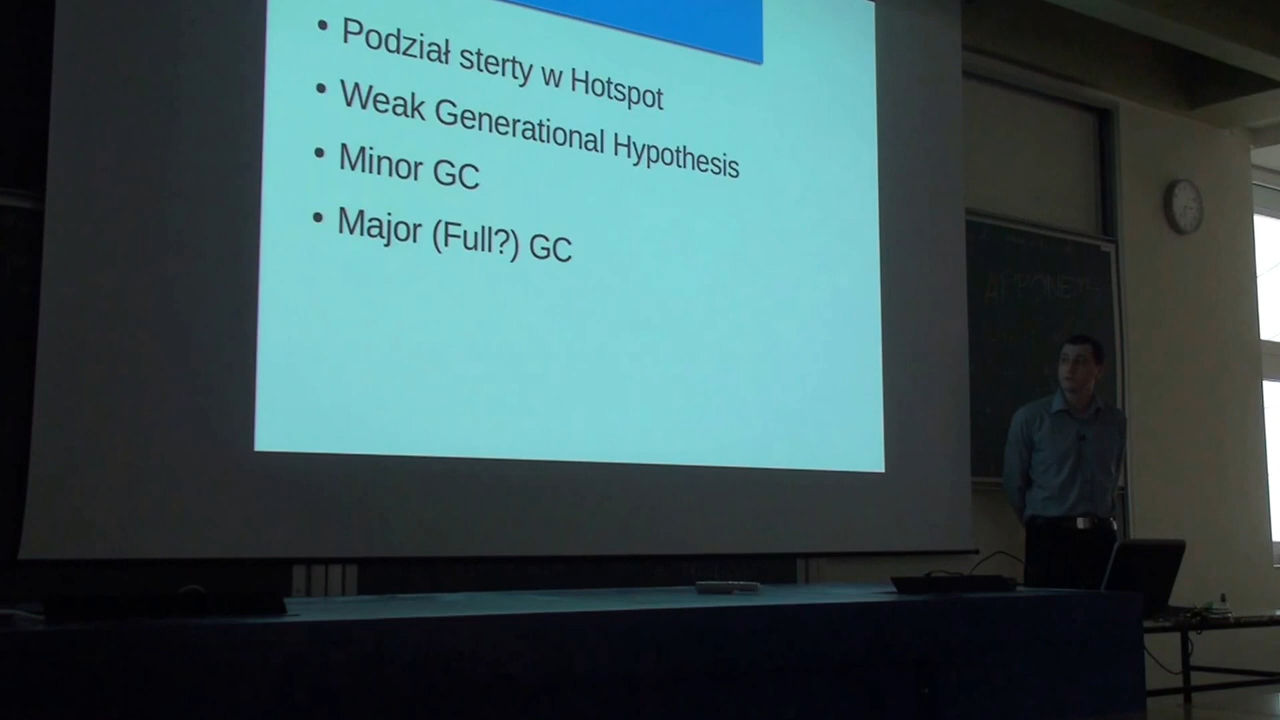 • Podział sterty w Hotspot
• Weak Generational Hypothesis
• Minor GC
• Major (Full?) GC